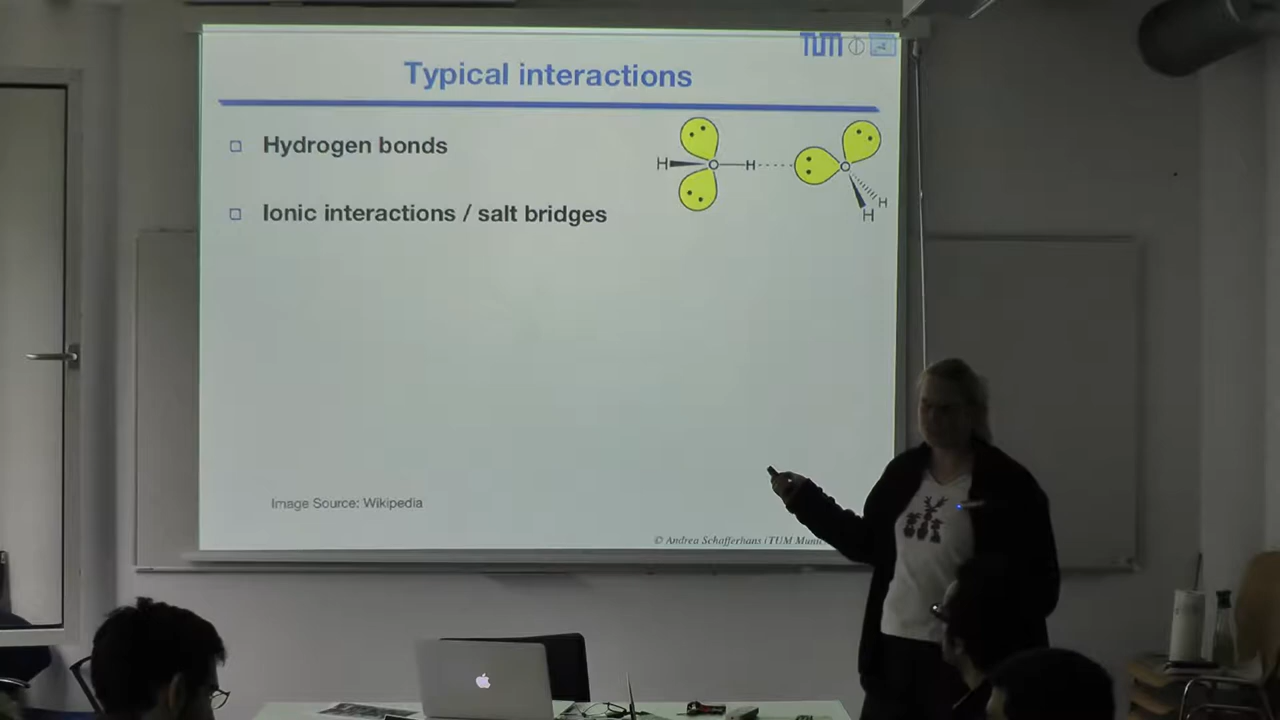 TUM
Typical interactions
Hydrogen bonds
H O H O H H
Ionic interactions / salt bridges
Image Source: Wikipedia
© Andrea Schafferhans